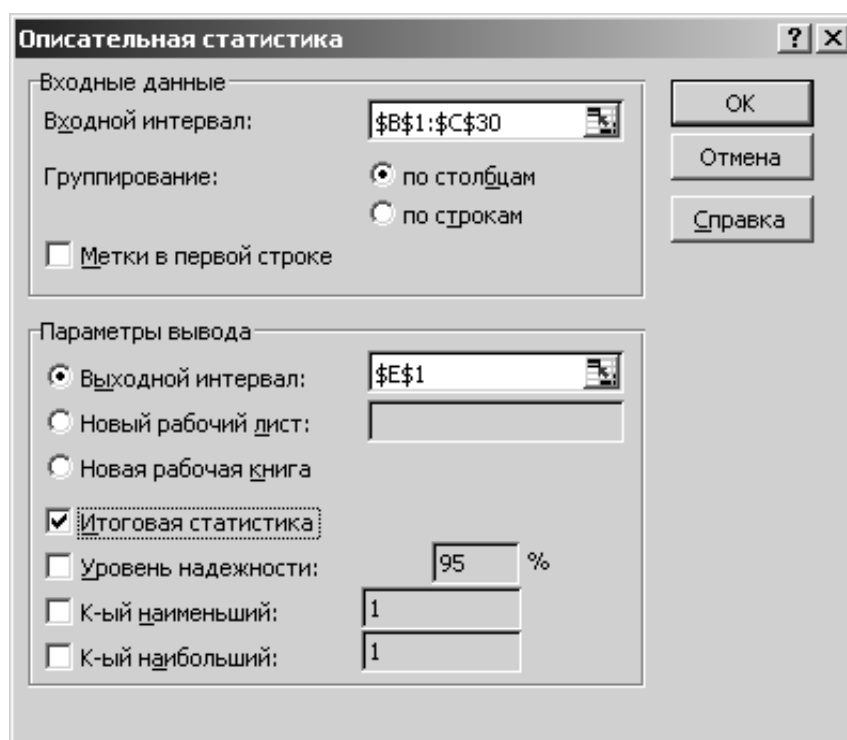 Описательная статистика ? ×
Входные данные
Входной интервал: $B$1:$C$30
Группирование: по столбцам
по строкам
Метки в первой строке
OK
Отмена
Справка
Параметры вывода
Выходной интервал: $E$1
Новый рабочий лист:
Новая рабочая книга
Итоговая статистика
Уровень надежности: 95 %
К-ый наименьший: 1
К-ый наибольший: 1